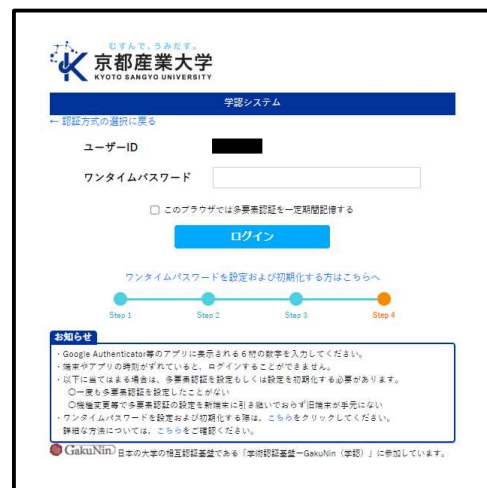 むすんで、うみだす。
京都産業大学
KYOTO SANGYO UNIVERSITY
学認システム
← 認証方式の選択に戻る
ユーザーID
ワンタイムパスワード
このブラウザでは多要素認証を一定期間記憶する
ログイン
ワンタイムパスワードを設定および初期化する方はこちらへ
Step 1 Step 2 Step 3 Step 4
お知らせ
・Google Authenticator等のアプリに表示される6桁の数字を入力してください。
・端末やアプリの時刻がずれていると、ログインすることができません。
・以下に当てはまる場合は、多要素認証を設定もしくは設定を初期化する必要があります。
〇一度も多要素認証を設定したことがない
〇機種変更等で多要素認証の設定を新端末に引き継いでおらず旧端末が手元にない
・ワンタイムパスワードを設定および初期化する際は、こちらをクリックしてください。
詳細な方法については、こちらをご確認ください。
GakuNin 日本の大学の相互認証基盤である「学術認証基盤ーGakuNin（学認）」に参加しています。